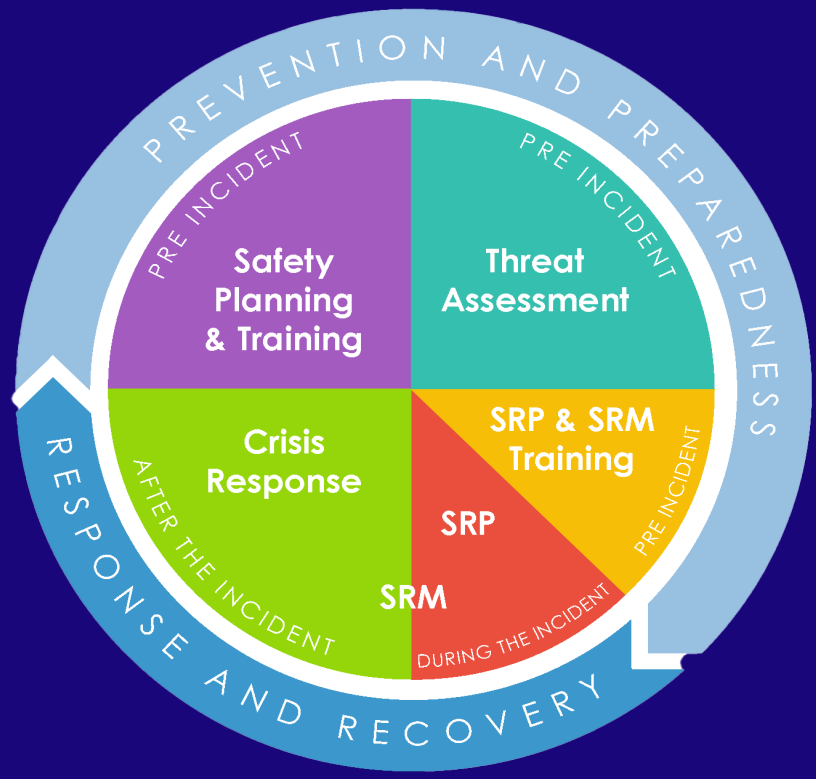 PREVENTION AND PREPAREDNESS
PRE INCIDENT
Safety
Planning
& Training
PRE INCIDENT
Threat
Assessment
SRP & SRM
Training
PRE INCIDENT
SRP
SRM
DURING THE INCIDENT
Crisis
Response
AFTER THE INCIDENT
RESPONSE AND RECOVERY